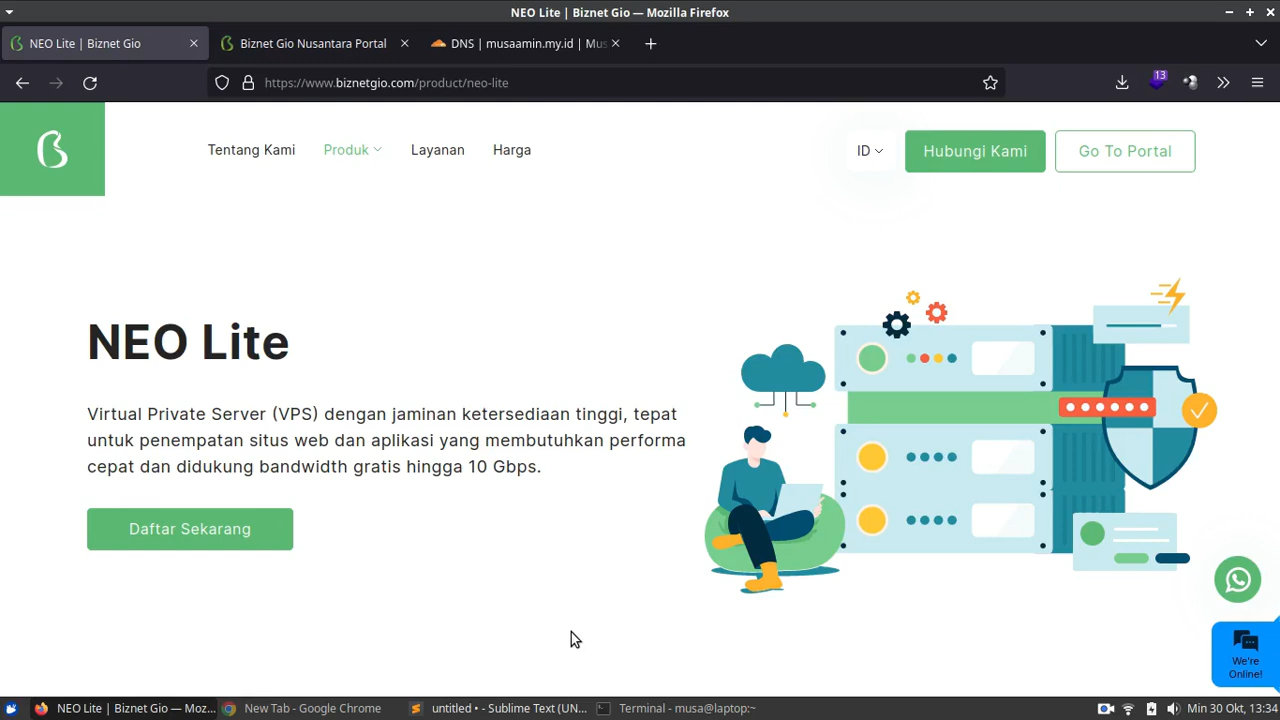 NEO Lite | Biznet Gio — Mozilla Firefox
NEO Lite | Biznet Gio
Biznet Gio Nusantara Portal
DNS | musaamin.my.id | Mus
https://www.biznetgio.com/product/neo-lite
13
Tentang Kami
Produk
Layanan
Harga
ID
Hubungi Kami
Go To Portal
NEO Lite
Virtual Private Server (VPS) dengan jaminan ketersediaan tinggi, tepat
untuk penempatan situs web dan aplikasi yang membutuhkan performa
cepat dan didukung bandwidth gratis hingga 10 Gbps.
Daftar Sekarang
We're
Online!
NEO Lite | Biznet Gio — Moz...
New Tab - Google Chrome
untitled • - Sublime Text (UN...
Terminal - musa@laptop:~
Min 30 Okt, 13:34